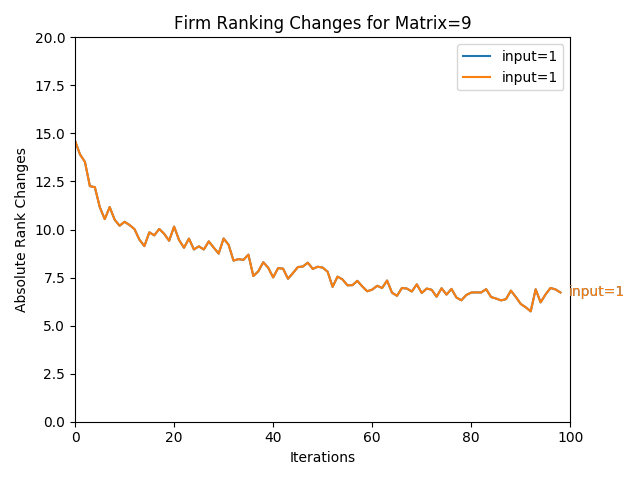 Firm Ranking Changes for Matrix=9
Absolute Rank Changes
20.0
17.5
15.0
12.5
10.0
7.5
5.0
2.5
0.0
input=1
input=1
input=1
0
20
40
60
80
100
Iterations